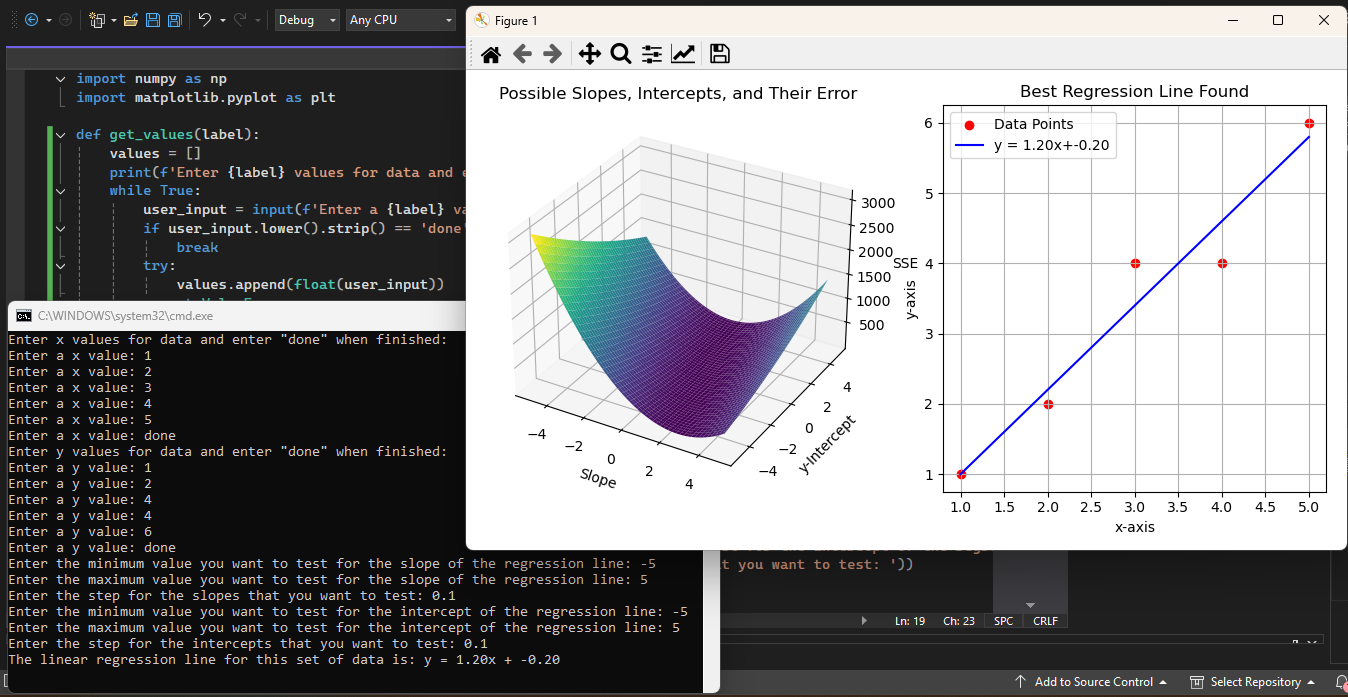 Debug
Any CPU
import numpy as np
import matplotlib.pyplot as plt
def get_values(label):
values = []
print(f'Enter {label} values for data and e
while True:
user_input = input(f'Enter a {label} va
if user_input.lower().strip() == 'done'
break
try:
values.append(float(user_input))
C:\WINDOWS\system32\cmd.exe
Enter x values for data and enter "done" when finished:
Enter a x value: 1
Enter a x value: 2
Enter a x value: 3
Enter a x value: 4
Enter a x value: 5
Enter a x value: done
Enter y values for data and enter "done" when finished:
Enter a y value: 1
Enter a y value: 2
Enter a y value: 4
Enter a y value: 4
Enter a y value: 6
Enter a y value: done
Enter the minimum value you want to test for the slope of the regression line: -5
Enter the maximum value you want to test for the slope of the regression line: 5
Enter the step for the slopes that you want to test: 0.1
Enter the minimum value you want to test for the intercept of the regression line: -5
Enter the maximum value you want to test for the intercept of the regression line: 5
Enter the step for the intercepts that you want to test: 0.1
The linear regression line for this set of data is: y = 1.20x + -0.20
Figure 1
Possible Slopes, Intercepts, and Their Error
3000
2500
2000
1500
1000
500
SSE
−4
−2
0
2
4
Slope
4
2
0
−2
−4
y-Intercept
Best Regression Line Found
Data Points
y = 1.20x+-0.20
6
5
4
3
2
1
y-axis
1.0 1.5 2.0 2.5 3.0 3.5 4.0 4.5 5.0
x-axis
t you want to test: '))
Ln: 19 Ch: 23 SPC CRLF
Add to Source Control
Select Repository